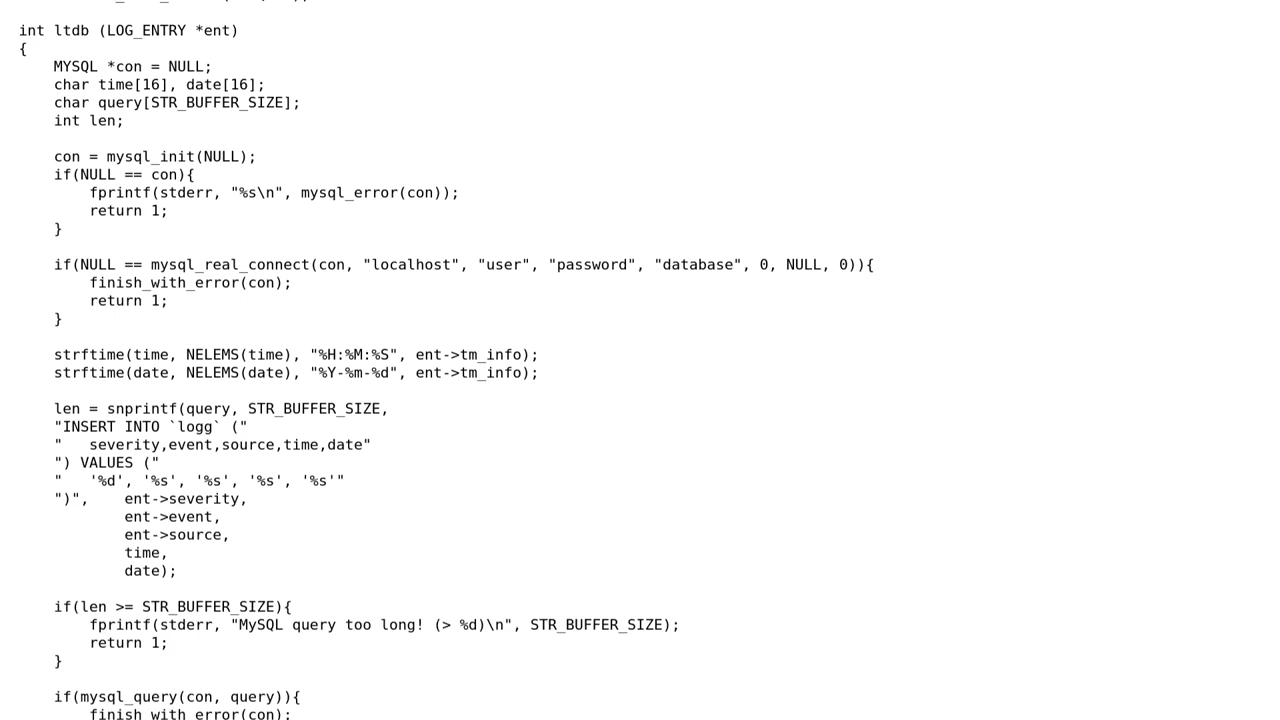 int ltdb (LOG_ENTRY *ent)
{
    MYSQL *con = NULL;
    char time[16], date[16];
    char query[STR_BUFFER_SIZE];
    int len;

    con = mysql_init(NULL);
    if(NULL == con){
        fprintf(stderr, "%s\n", mysql_error(con));
        return 1;
    }

    if(NULL == mysql_real_connect(con, "localhost", "user", "password", "database", 0, NULL, 0)){
        finish_with_error(con);
        return 1;
    }

    strftime(time, NELEMS(time), "%H:%M:%S", ent->tm_info);
    strftime(date, NELEMS(date), "%Y-%m-%d", ent->tm_info);

    len = snprintf(query, STR_BUFFER_SIZE,
    "INSERT INTO `logg` ("
    "   severity,event,source,time,date"
    ") VALUES ("
    "   '%d', '%s', '%s', '%s', '%s'"
    ")",    ent->severity,
            ent->event,
            ent->source,
            time,
            date);

    if(len >= STR_BUFFER_SIZE){
        fprintf(stderr, "MySQL query too long! (> %d)\n", STR_BUFFER_SIZE);
        return 1;
    }

    if(mysql_query(con, query)){
        finish_with_error(con);